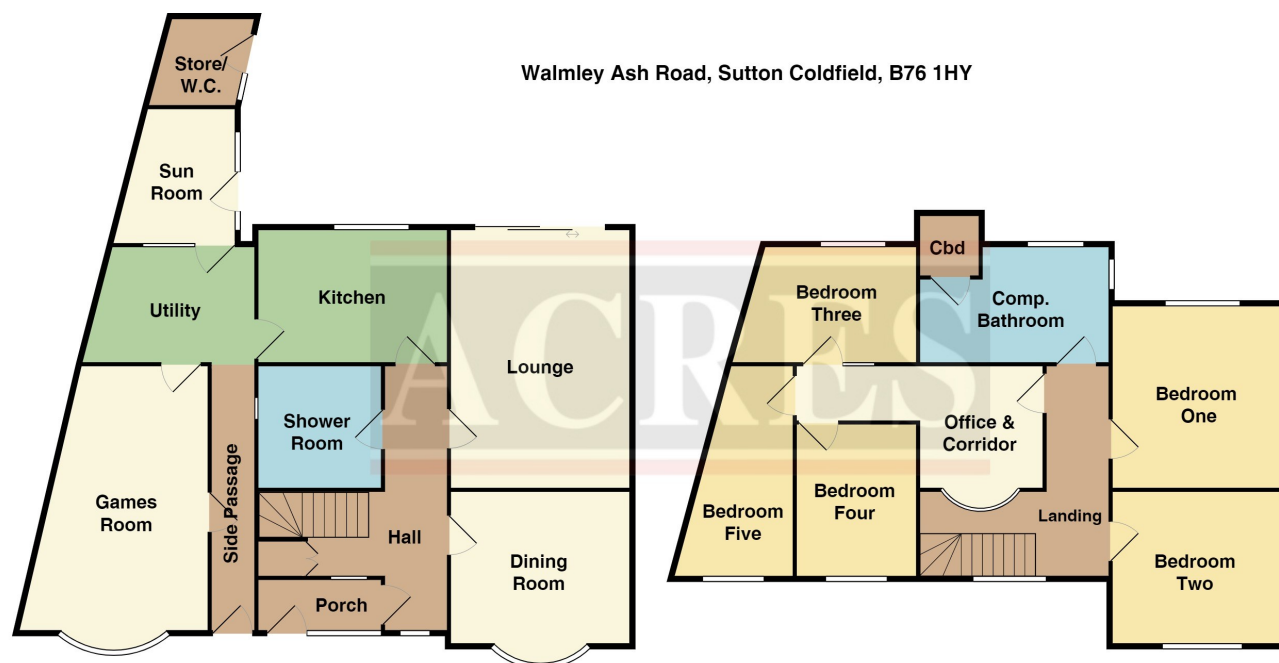 Walmley Ash Road, Sutton Coldfield, B76 1HY
Store/
W.C.
Sun
Room
Utility
Kitchen
Lounge
Shower
Room
Games
Room
Side Passage
Hall
Dining
Room
Porch
Cbd
Bedroom
Three
Comp.
Bathroom
Bedroom
One
Office &
Corridor
Bedroom
Five
Bedroom
Four
Landing
Bedroom
Two
ACRES